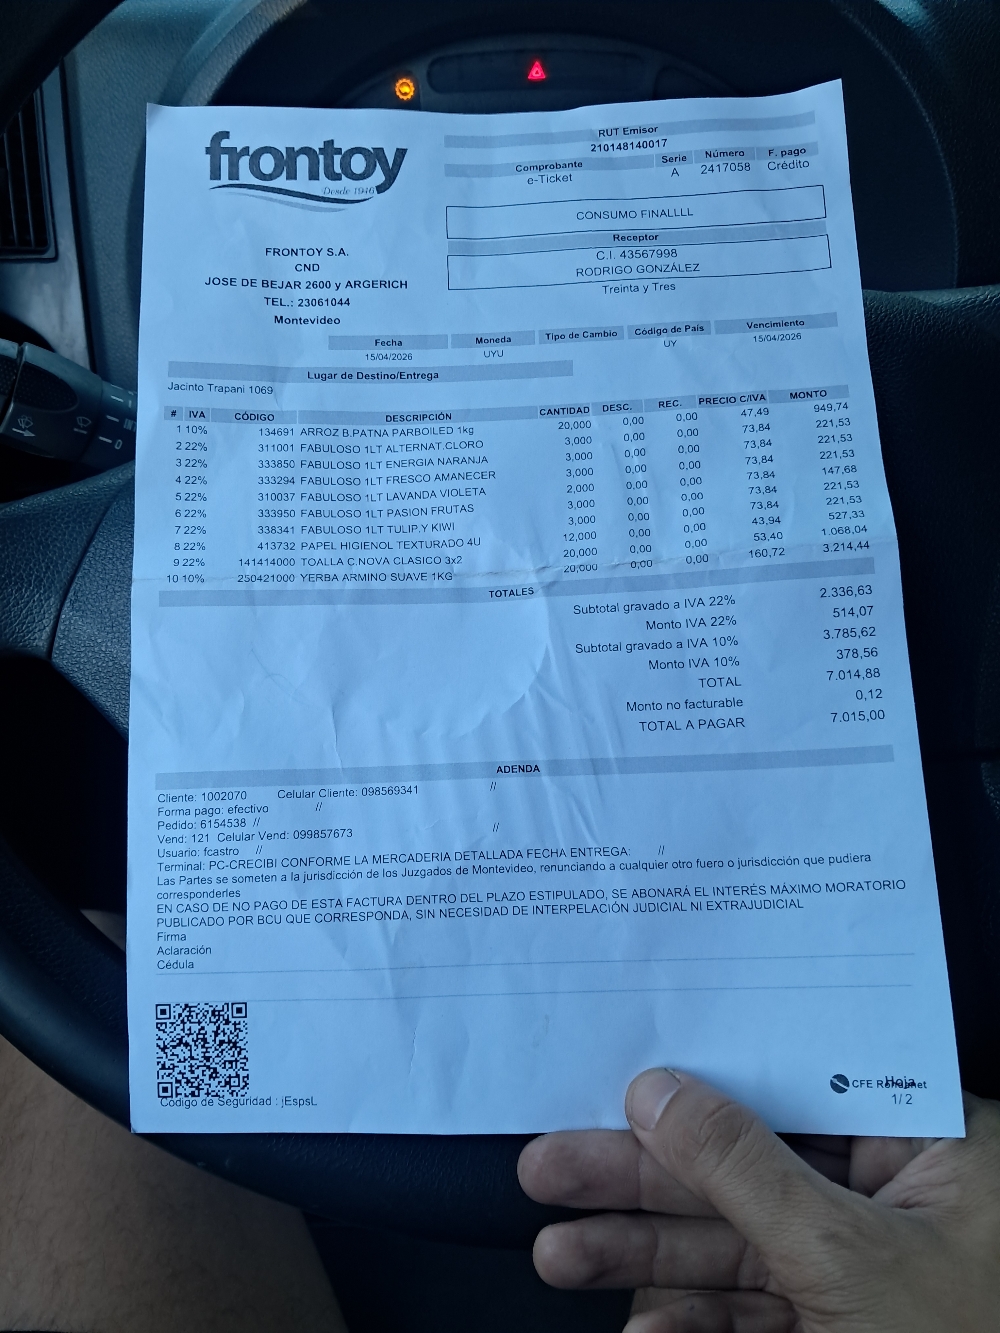 frontoy
Desde 1946
RUT Emisor
210148140017
Comprobante Serie Número F. pago
e-Ticket A 2417058 Crédito
CONSUMO FINALLLL
Receptor
C.I. 43567998
RODRIGO GONZÁLEZ
Treinta y Tres
FRONTOY S.A.
CND
JOSE DE BEJAR 2600 y ARGERICH
TEL.: 23061044
Montevideo
Fecha Moneda Tipo de Cambio Código de País Vencimiento
15/04/2026 UYU UY 15/04/2026
Lugar de Destino/Entrega
Jacinto Trapani 1069
# IVA CÓDIGO DESCRIPCIÓN CANTIDAD DESC. REC. PRECIO C/IVA MONTO
1 10% 134691 ARROZ B.PATNA PARBOILED 1kg 20,000 0,00 0,00 47,49 949,74
2 22% 311001 FABULOSO 1LT ALTERNAT.CLORO 3,000 0,00 0,00 73,84 221,53
3 22% 333850 FABULOSO 1LT ENERGIA NARANJA 3,000 0,00 0,00 73,84 221,53
4 22% 333294 FABULOSO 1LT FRESCO AMANECER 3,000 0,00 0,00 73,84 221,53
5 22% 310037 FABULOSO 1LT LAVANDA VIOLETA 2,000 0,00 0,00 73,84 147,68
6 22% 333950 FABULOSO 1LT PASION FRUTAS 3,000 0,00 0,00 73,84 221,53
7 22% 338341 FABULOSO 1LT TULIP.Y KIWI 3,000 0,00 0,00 73,84 221,53
8 22% 413732 PAPEL HIGIENOL TEXTURADO 4U 12,000 0,00 0,00 43,94 527,33
9 22% 141414000 TOALLA C.NOVA CLASICO 3x2 20,000 0,00 0,00 53,40 1.068,04
10 10% 250421000 YERBA ARMINO SUAVE 1KG 20,000 0,00 0,00 160,72 3.214,44
TOTALES
Subtotal gravado a IVA 22% 2.336,63
Monto IVA 22% 514,07
Subtotal gravado a IVA 10% 3.785,62
Monto IVA 10% 378,56
TOTAL 7.014,88
Monto no facturable 0,12
TOTAL A PAGAR 7.015,00
ADENDA
Cliente: 1002070 Celular Cliente: 098569341 //
Forma pago: efectivo //
Pedido: 6154538 //
Vend: 121 Celular Vend: 099857673 //
Usuario: fcastro //
Terminal: PC-CRECIBI CONFORME LA MERCADERIA DETALLADA FECHA ENTREGA: //
Las Partes se someten a la jurisdicción de los Juzgados de Montevideo, renunciando a cualquier otro fuero o jurisdicción que pudiera
corresponderles
EN CASO DE NO PAGO DE ESTA FACTURA DENTRO DEL PLAZO ESTIPULADO, SE ABONARÁ EL INTERÉS MÁXIMO MORATORIO
PUBLICADO POR BCU QUE CORRESPONDA, SIN NECESIDAD DE INTERPELACIÓN JUDICIAL NI EXTRAJUDICIAL
Firma
Aclaración
Cédula
Código de Seguridad : jEspsL
CFE
Hoja
1/2